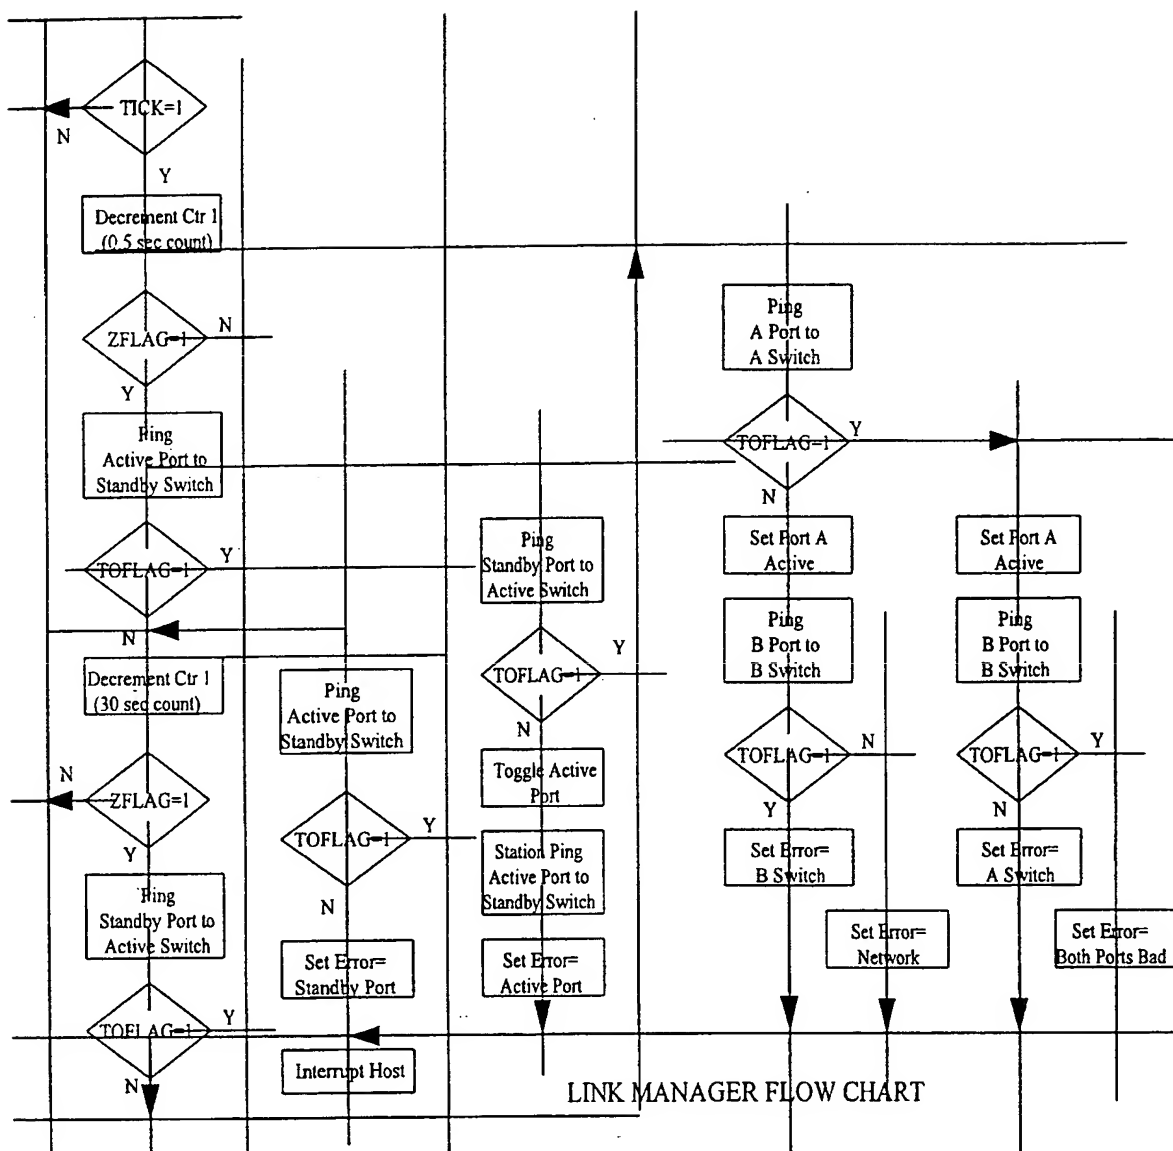 TICK=1
N
Y
Decrement Ctr 1
(0.5 sec count)
ZFLAG=1
N
Y
Ping
Active Port to
Standby Switch
TOFLAG=1
Y
N
Decrement Ctr 1
(30 sec count)
N
ZFLAG=1
Y
Ping
Standby Port to
Active Switch
TOFLAG=1
Y
N
Ping
Active Port to
Standby Switch
TOFLAG=1
Y
N
Set Error=
Standby Port
Interrupt Host
Ping
Standby Port to
Active Switch
TOFLAG=1
Y
N
Toggle Active
Port
Station Ping
Active Port to
Standby Switch
Set Error=
Active Port
Ping
A Port to
A Switch
TOFLAG=1
Y
N
Set Port A
Active
Ping
B Port to
B Switch
TOFLAG=1
N
Y
Set Error=
B Switch
Set Error=
Network
Set Port A
Active
Ping
B Port to
B Switch
TOFLAG=1
Y
N
Set Error=
A Switch
Set Error=
Both Ports Bad
LINK MANAGER FLOW CHART